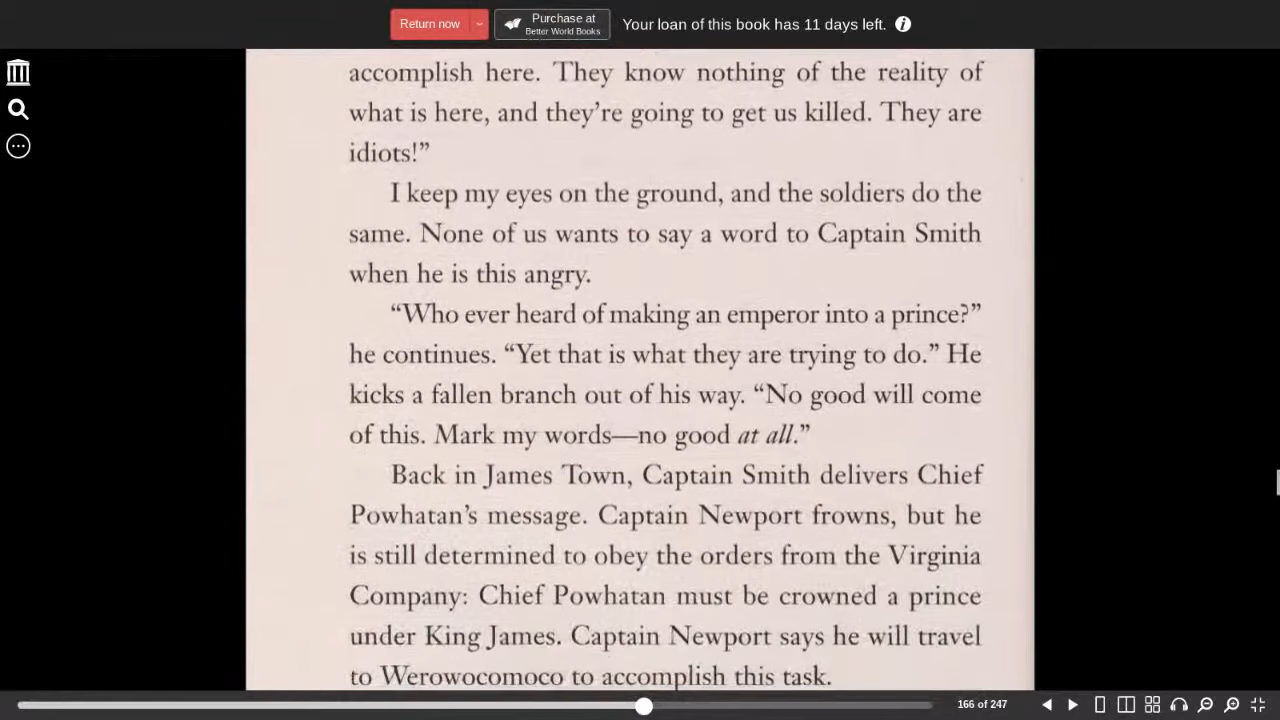 Return now
Purchase at
Better World Books
Your loan of this book has 11 days left.
accomplish here. They know nothing of the reality of
what is here, and they’re going to get us killed. They are
idiots!”
I keep my eyes on the ground, and the soldiers do the
same. None of us wants to say a word to Captain Smith
when he is this angry.
“Who ever heard of making an emperor into a prince?”
he continues. “Yet that is what they are trying to do.” He
kicks a fallen branch out of his way. “No good will come
of this. Mark my words—no good at all.”
Back in James Town, Captain Smith delivers Chief
Powhatan’s message. Captain Newport frowns, but he
is still determined to obey the orders from the Virginia
Company: Chief Powhatan must be crowned a prince
under King James. Captain Newport says he will travel
to Werowocomoco to accomplish this task.
166 of 247